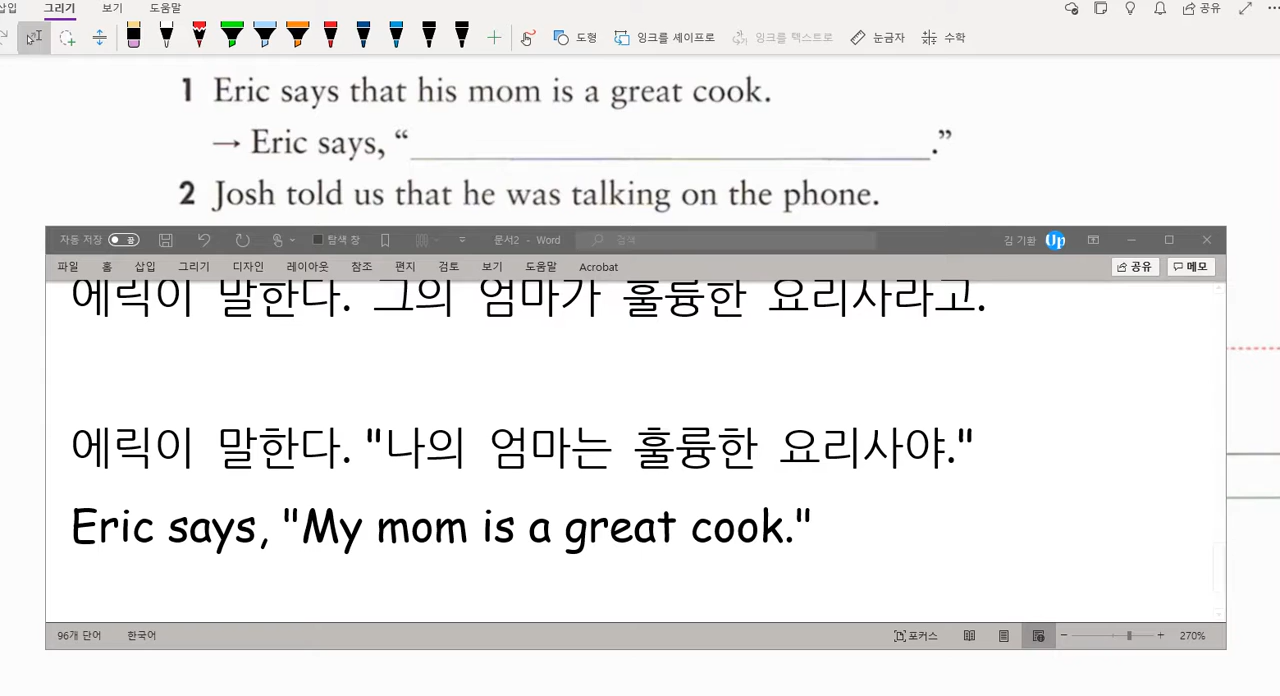 삽입 그리기 보기 도움말
공유
도형 잉크를 셰이프로 잉크를 텍스트로 눈금자 수학
1 Eric says that his mom is a great cook.
→ Eric says, “ .”
2 Josh told us that he was talking on the phone.
자동 저장 끌 탐색 창 문서2 - Word 검색 김 기환 Up
파일 홈 삽입 그리기 디자인 레이아웃 참조 편지 검토 보기 도움말 Acrobat 공유 메모
에릭이 말한다. 그의 엄마가 훌륭한 요리사라고.
에릭이 말한다. "나의 엄마는 훌륭한 요리사야."
Eric says, "My mom is a great cook."
96개 단어 한국어 포커스 270%